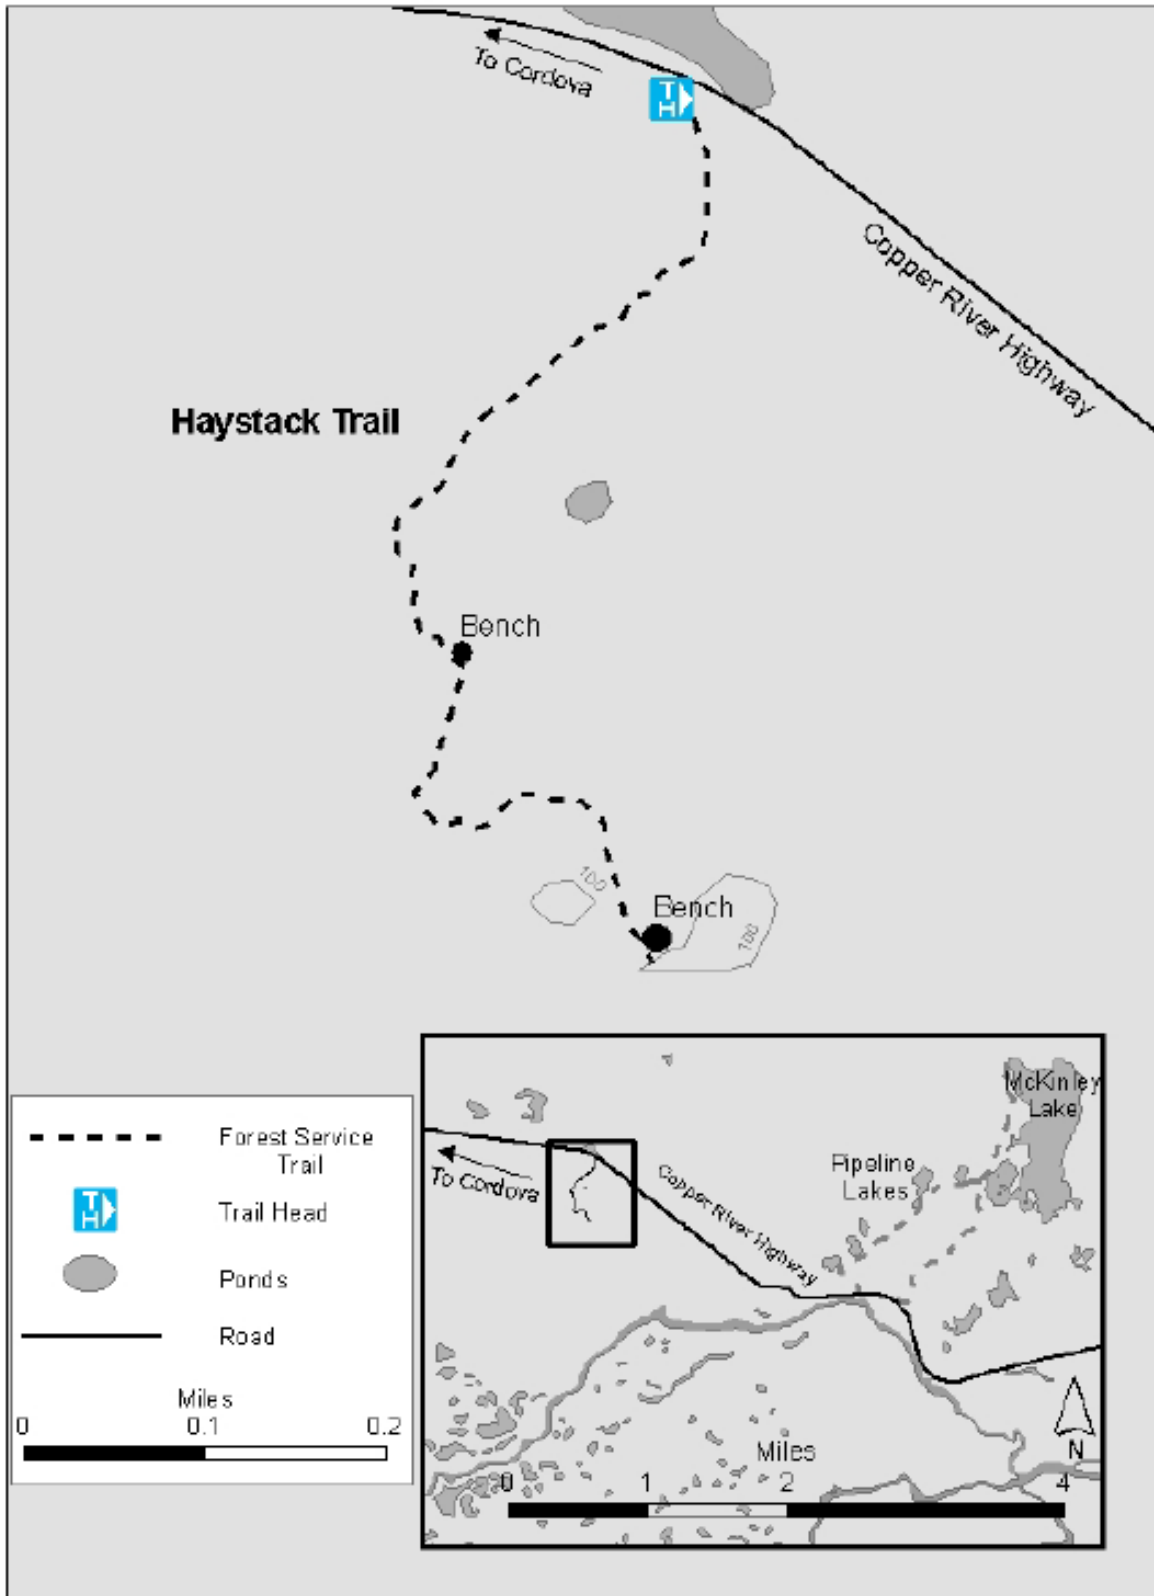 To Cordova
T
H
Copper River Highway
Haystack Trail
Bench
100
Bench
100
McKinley
Lake
Pipeline
Lakes
To Cordova
Copper River Highway
N
Miles
0 1 2 4
Forest Service
Trail
T
H
Trail Head
Ponds
Road
Miles
0 0.1 0.2